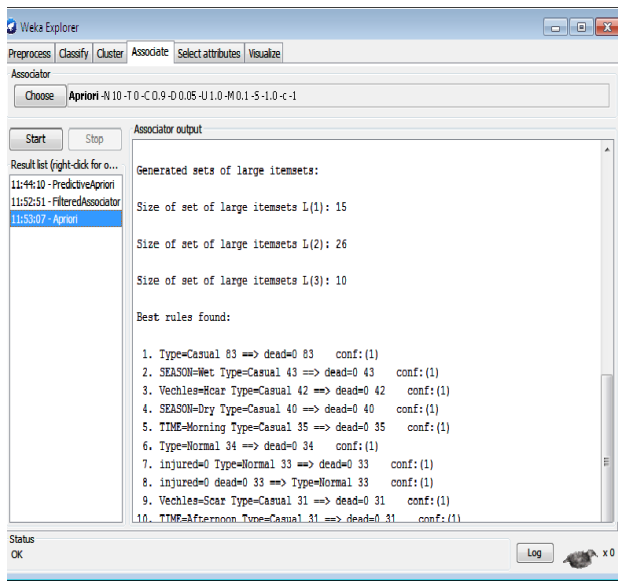 Weka Explorer
Preprocess Classify Cluster Associate Select attributes Visualize
Associator
Choose Apriori -N 10 -T 0 -C 0.9 -D 0.05 -U 1.0 -M 0.1 -S -1.0 -c -1
Start Stop
Result list (right-click for o...
11:44:10 - PredictiveApriori
11:52:51 - FilteredAssociator
11:53:07 - Apriori
Associator output
Generated sets of large itemsets:
Size of set of large itemsets L(1): 15
Size of set of large itemsets L(2): 26
Size of set of large itemsets L(3): 10
Best rules found:
1. Type=Casual 83 ==> dead=0 83 conf:(1)
2. SEASON=Wet Type=Casual 43 ==> dead=0 43 conf:(1)
3. Vechles=Hcar Type=Casual 42 ==> dead=0 42 conf:(1)
4. SEASON=Dry Type=Casual 40 ==> dead=0 40 conf:(1)
5. TIME=Morning Type=Casual 35 ==> dead=0 35 conf:(1)
6. Type=Normal 34 ==> dead=0 34 conf:(1)
7. injured=0 Type=Normal 33 ==> dead=0 33 conf:(1)
8. injured=0 dead=0 33 ==> Type=Normal 33 conf:(1)
9. Vechles=Scar Type=Casual 31 ==> dead=0 31 conf:(1)
10. TIME=Afternoon Type=Casual 31 ==> dead=0 31 conf:(1)
Status
OK
Log x 0